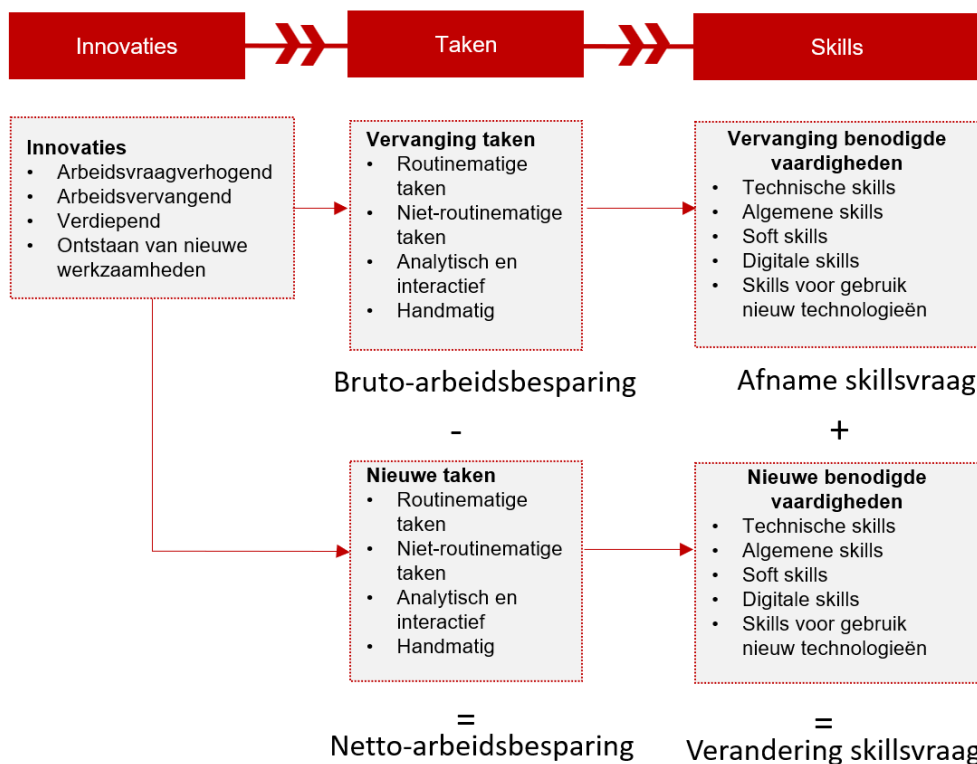 Innovaties
Taken
Skills
Innovaties
• Arbeidsvraagverhogend
• Arbeidsvervangend
• Verdiepend
• Ontstaan van nieuwe
werkzaamheden
Vervanging taken
• Routinematige
taken
• Niet-routinematige
taken
• Analytisch en
interactief
• Handmatig
Vervanging benodigde
vaardigheden
• Technische skills
• Algemene skills
• Soft skills
• Digitale skills
• Skills voor gebruik
nieuw technologieën
Bruto-arbeidsbesparing
Afname skillsvraag
-
+
Nieuwe taken
• Routinematige
taken
• Niet-routinematige
taken
• Analytisch en
interactief
• Handmatig
Nieuwe benodigde
vaardigheden
• Technische skills
• Algemene skills
• Soft skills
• Digitale skills
• Skills voor gebruik
nieuw technologieën
=
=
Netto-arbeidsbesparing
Verandering skillsvraag